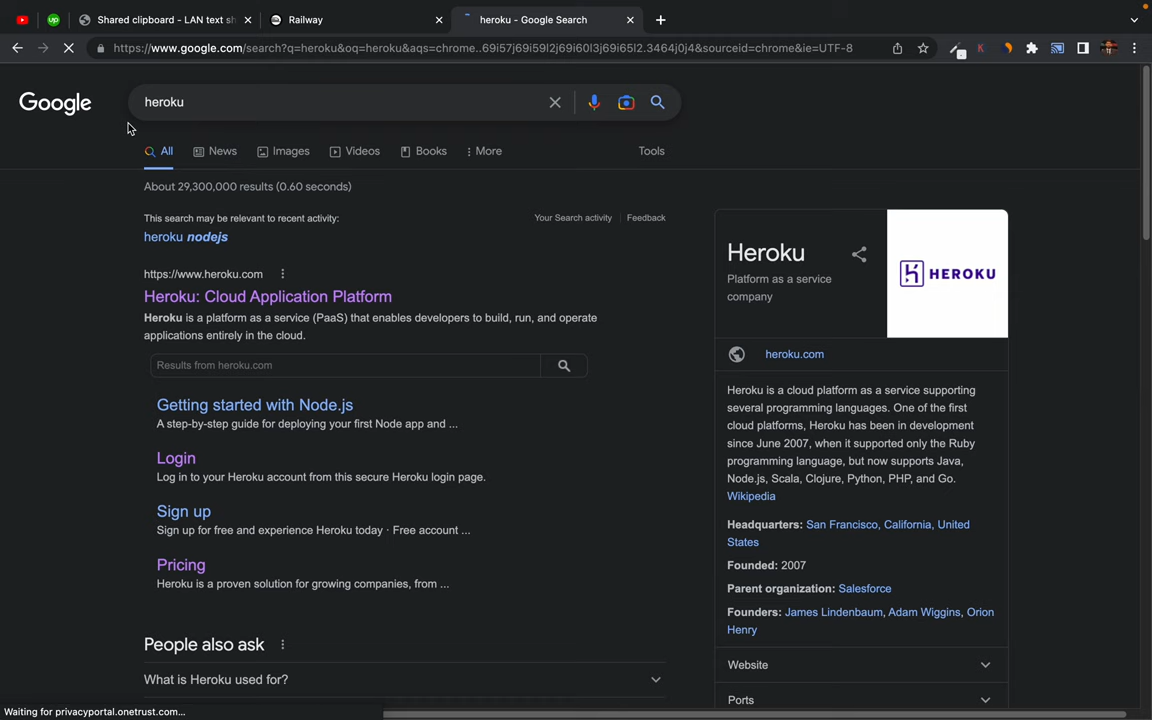 Shared clipboard - LAN text sh
Railway
heroku - Google Search
https://www.google.com/search?q=heroku&oq=heroku&aqs=chrome..69i57j69i59l2j69i60l3j69i65l2.3464j0j4&sourceid=chrome&ie=UTF-8
Google
heroku
All
News
Images
Videos
Books
More
Tools
About 29,300,000 results (0.60 seconds)
This search may be relevant to recent activity:
Your Search activity
Feedback
heroku nodejs
https://www.heroku.com
Heroku: Cloud Application Platform
Heroku is a platform as a service (PaaS) that enables developers to build, run, and operate
applications entirely in the cloud.
Results from heroku.com
Getting started with Node.js
A step-by-step guide for deploying your first Node app and ...
Login
Log in to your Heroku account from this secure Heroku login page.
Sign up
Sign up for free and experience Heroku today · Free account ...
Pricing
Heroku is a proven solution for growing companies, from ...
People also ask
What is Heroku used for?
Heroku
Platform as a service
company
HEROKU
heroku.com
Heroku is a cloud platform as a service supporting
several programming languages. One of the first
cloud platforms, Heroku has been in development
since June 2007, when it supported only the Ruby
programming language, but now supports Java,
Node.js, Scala, Clojure, Python, PHP, and Go.
Wikipedia
Headquarters: San Francisco, California, United
States
Founded: 2007
Parent organization: Salesforce
Founders: James Lindenbaum, Adam Wiggins, Orion
Henry
Website
Ports
Waiting for privacyportal.onetrust.com...